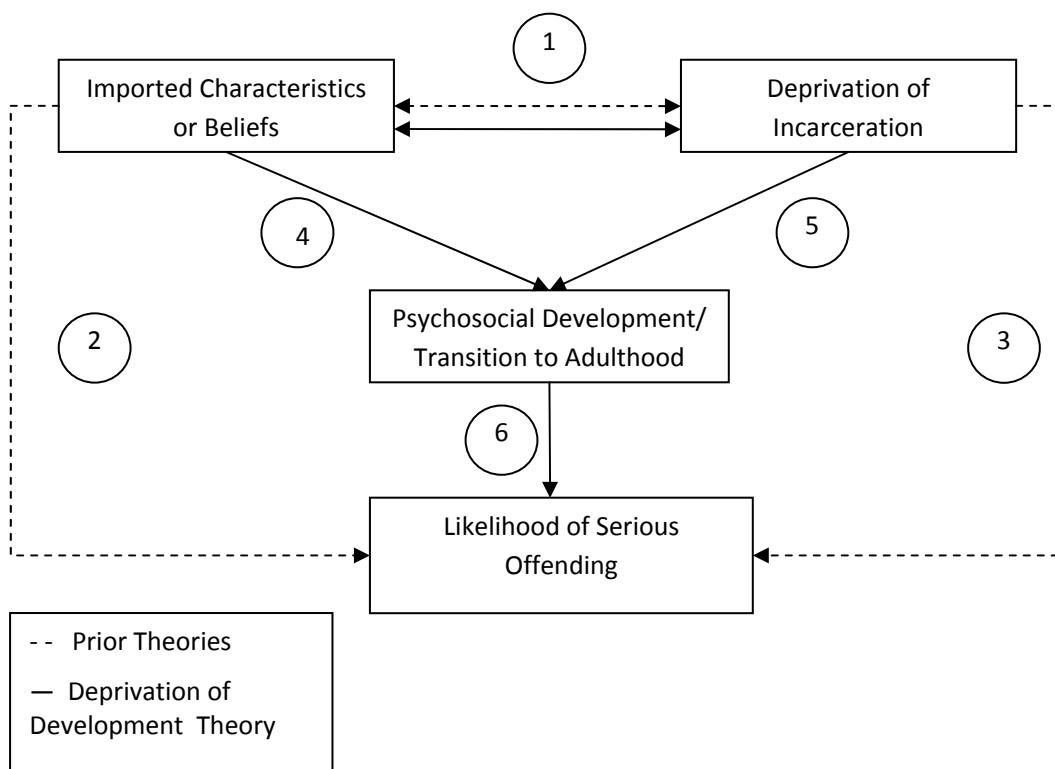 1
Imported Characteristics
or Beliefs
Deprivation of
Incarceration
4
5
Psychosocial Development/
Transition to Adulthood
2
3
6
Likelihood of Serious
Offending
-- Prior Theories
— Deprivation of
Development Theory